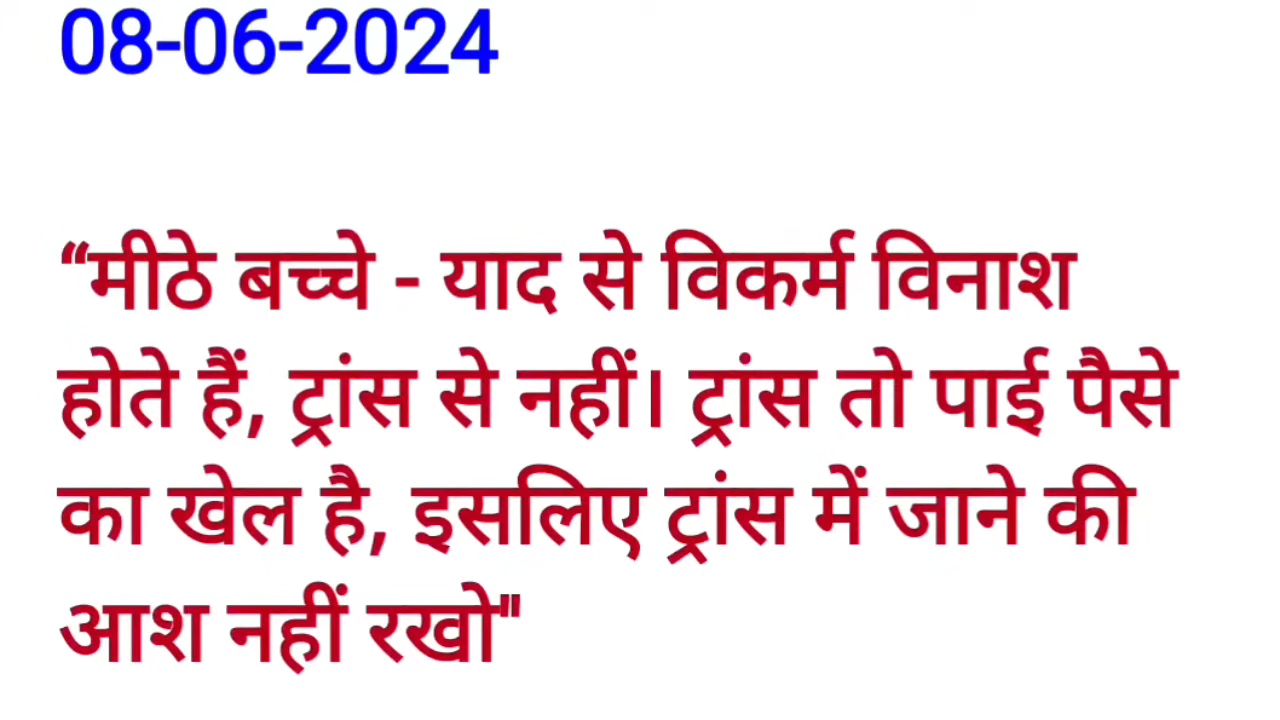 08-06-2024
“मीठे बच्चे - याद से विकर्म विनाश
होते हैं, ट्रांस से नहीं। ट्रांस तो पाई पैसे
का खेल है, इसलिए ट्रांस में जाने की
आश नहीं रखो"